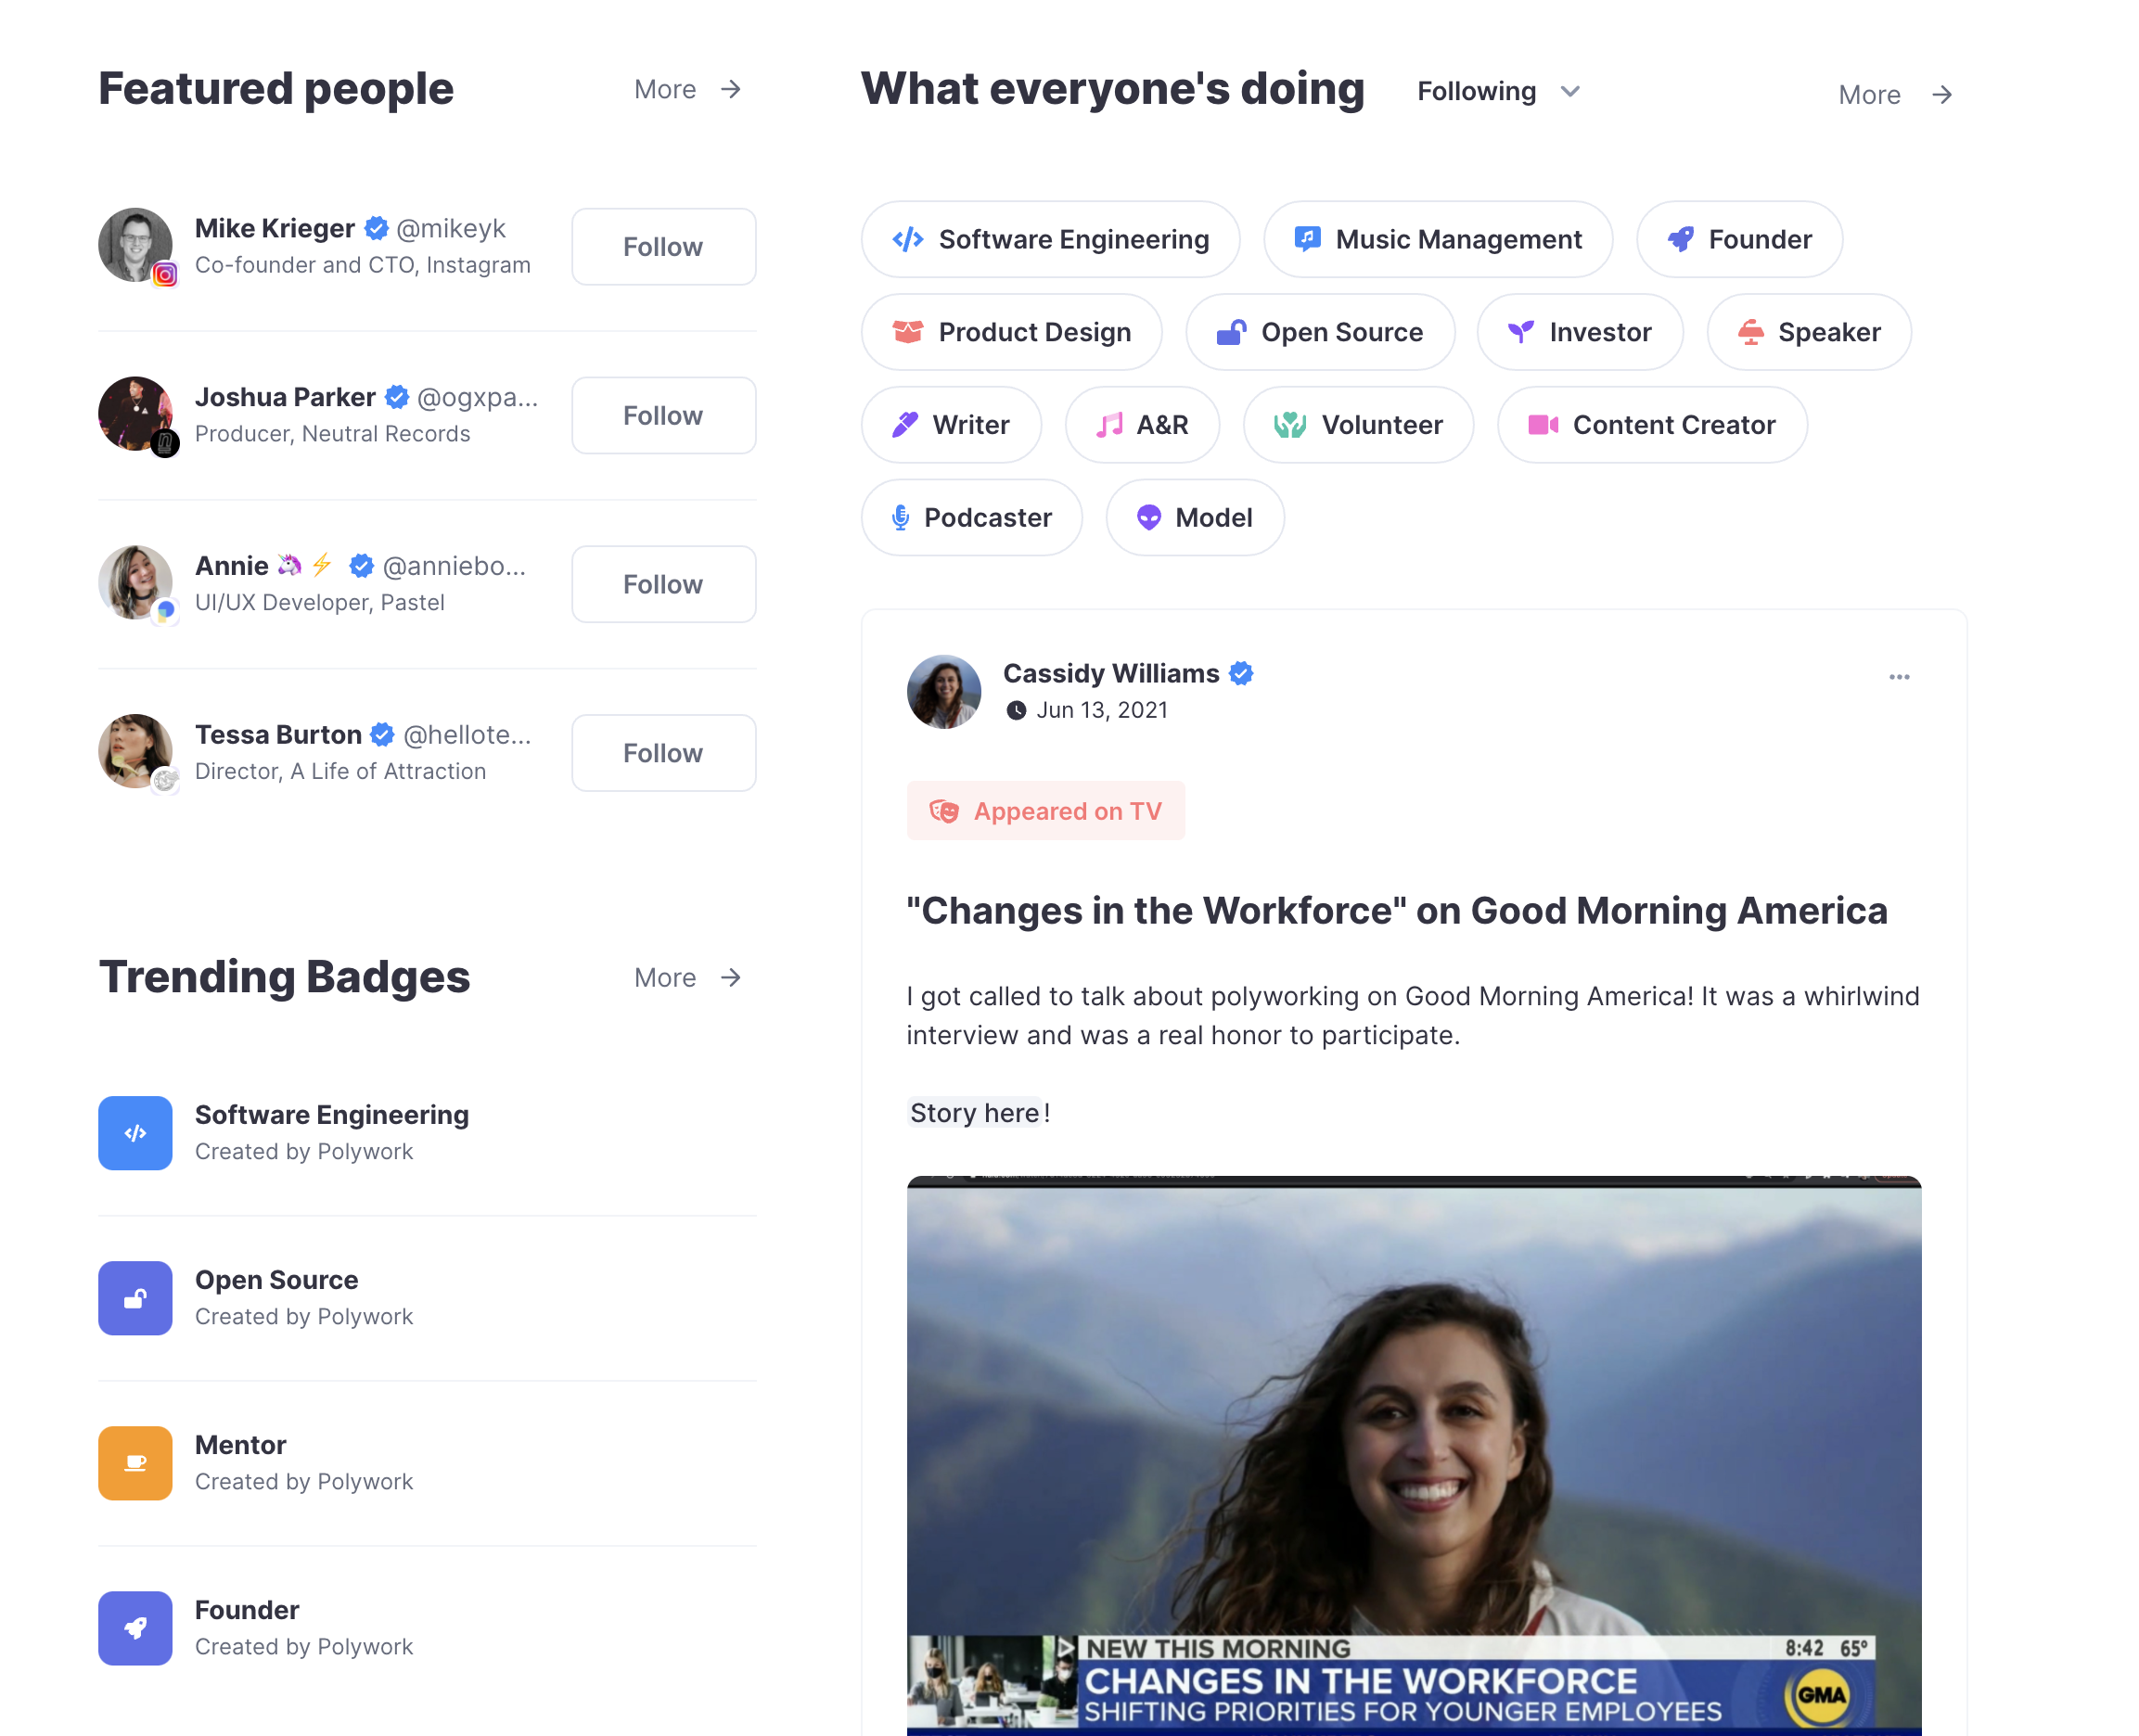 Featured people
More
Mike Krieger @mikeyk
Co-founder and CTO, Instagram
Follow
Joshua Parker @ogxpa...
Producer, Neutral Records
Follow
Annie 🦄⚡ @anniebo...
UI/UX Developer, Pastel
Follow
Tessa Burton @hellote...
Director, A Life of Attraction
Follow
Trending Badges
More
Software Engineering
Created by Polywork
Open Source
Created by Polywork
Mentor
Created by Polywork
Founder
Created by Polywork
What everyone's doing
Following
More
Software Engineering
Music Management
Founder
Product Design
Open Source
Investor
Speaker
Writer
A&R
Volunteer
Content Creator
Podcaster
Model
Cassidy Williams
Jun 13, 2021
Appeared on TV
"Changes in the Workforce" on Good Morning America
I got called to talk about polyworking on Good Morning America! It was a whirlwind
interview and was a real honor to participate.
Story here!
NEW THIS MORNING
8:42 65°
CHANGES IN THE WORKFORCE
SHIFTING PRIORITIES FOR YOUNGER EMPLOYEES
GMA